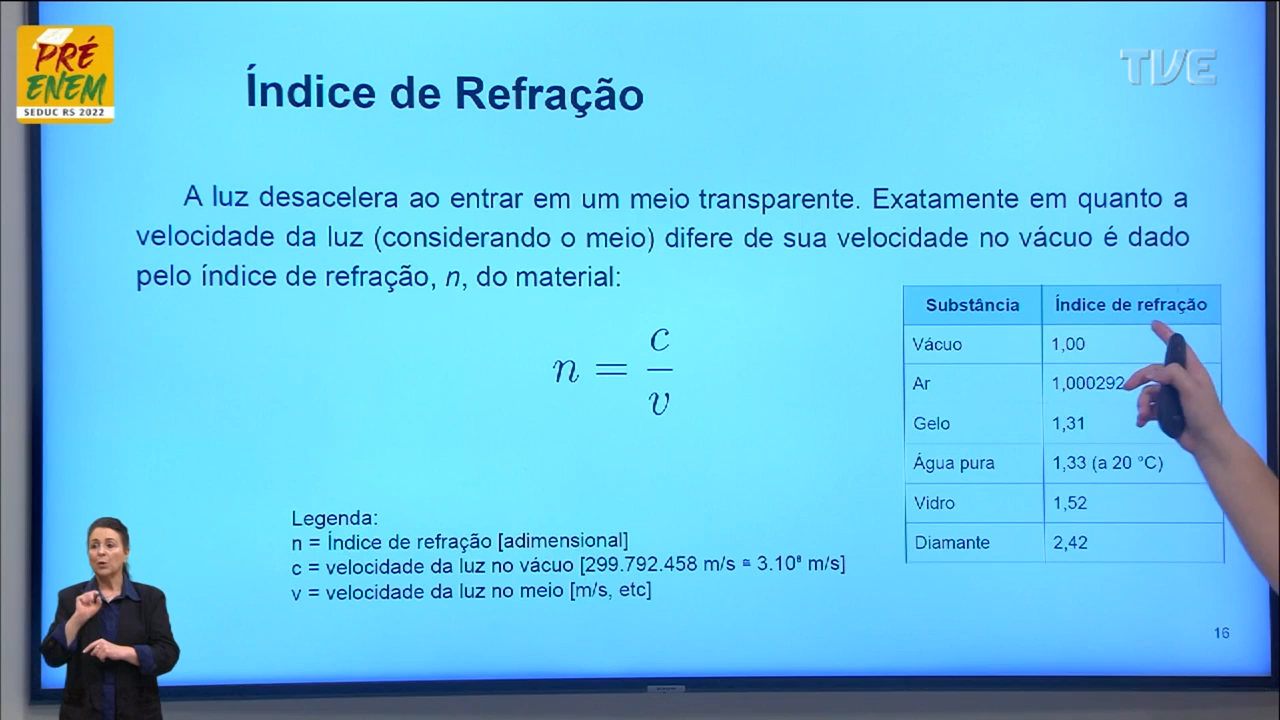 PRÉ
ENEM
SEDUC RS 2022
TVE
Índice de Refração
A luz desacelera ao entrar em um meio transparente. Exatamente em quanto a
velocidade da luz (considerando o meio) difere de sua velocidade no vácuo é dado
pelo índice de refração, n, do material:
n = c/v
Substância Índice de refração
Vácuo 1,00
Ar 1,000292
Gelo 1,31
Água pura 1,33 (a 20 °C)
Vidro 1,52
Diamante 2,42
Legenda:
n = Índice de refração [adimensional]
c = velocidade da luz no vácuo [299.792.458 m/s ≅ 3.10⁸ m/s]
v = velocidade da luz no meio [m/s, etc]
16